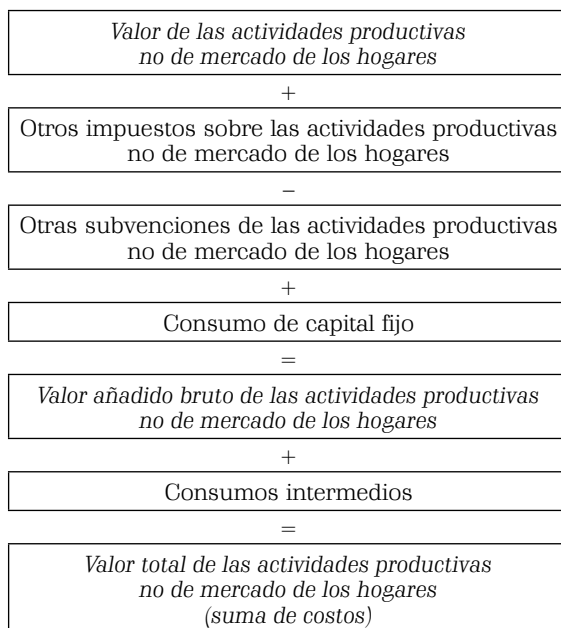 Valor de las actividades productivas
no de mercado de los hogares
+
Otros impuestos sobre las actividades productivas
no de mercado de los hogares
–
Otras subvenciones de las actividades productivas
no de mercado de los hogares
+
Consumo de capital fijo
=
Valor añadido bruto de las actividades productivas
no de mercado de los hogares
+
Consumos intermedios
=
Valor total de las actividades productivas
no de mercado de los hogares
(suma de costos)